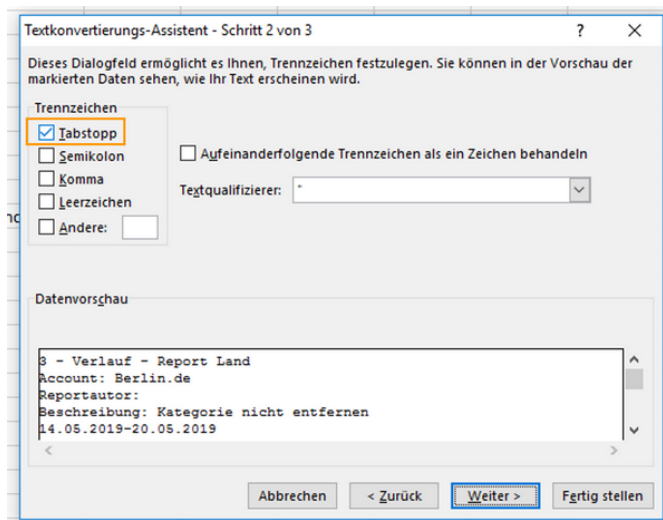 Textkonvertierungs-Assistent - Schritt 2 von 3
Dieses Dialogfeld ermöglicht es Ihnen, Trennzeichen festzulegen. Sie können in der Vorschau der
markierten Daten sehen, wie Ihr Text erscheinen wird.
Trennzeichen
Tabstopp
Semikolon
Komma
Leerzeichen
Andere:
Aufeinanderfolgende Trennzeichen als ein Zeichen behandeln
Textqualifizierer: "
Datenvorschau
3 - Verlauf - Report Land
Account: Berlin.de
Reportautor:
Beschreibung: Kategorie nicht entfernen
14.05.2019-20.05.2019
Abbrechen
< Zurück
Weiter >
Fertig stellen